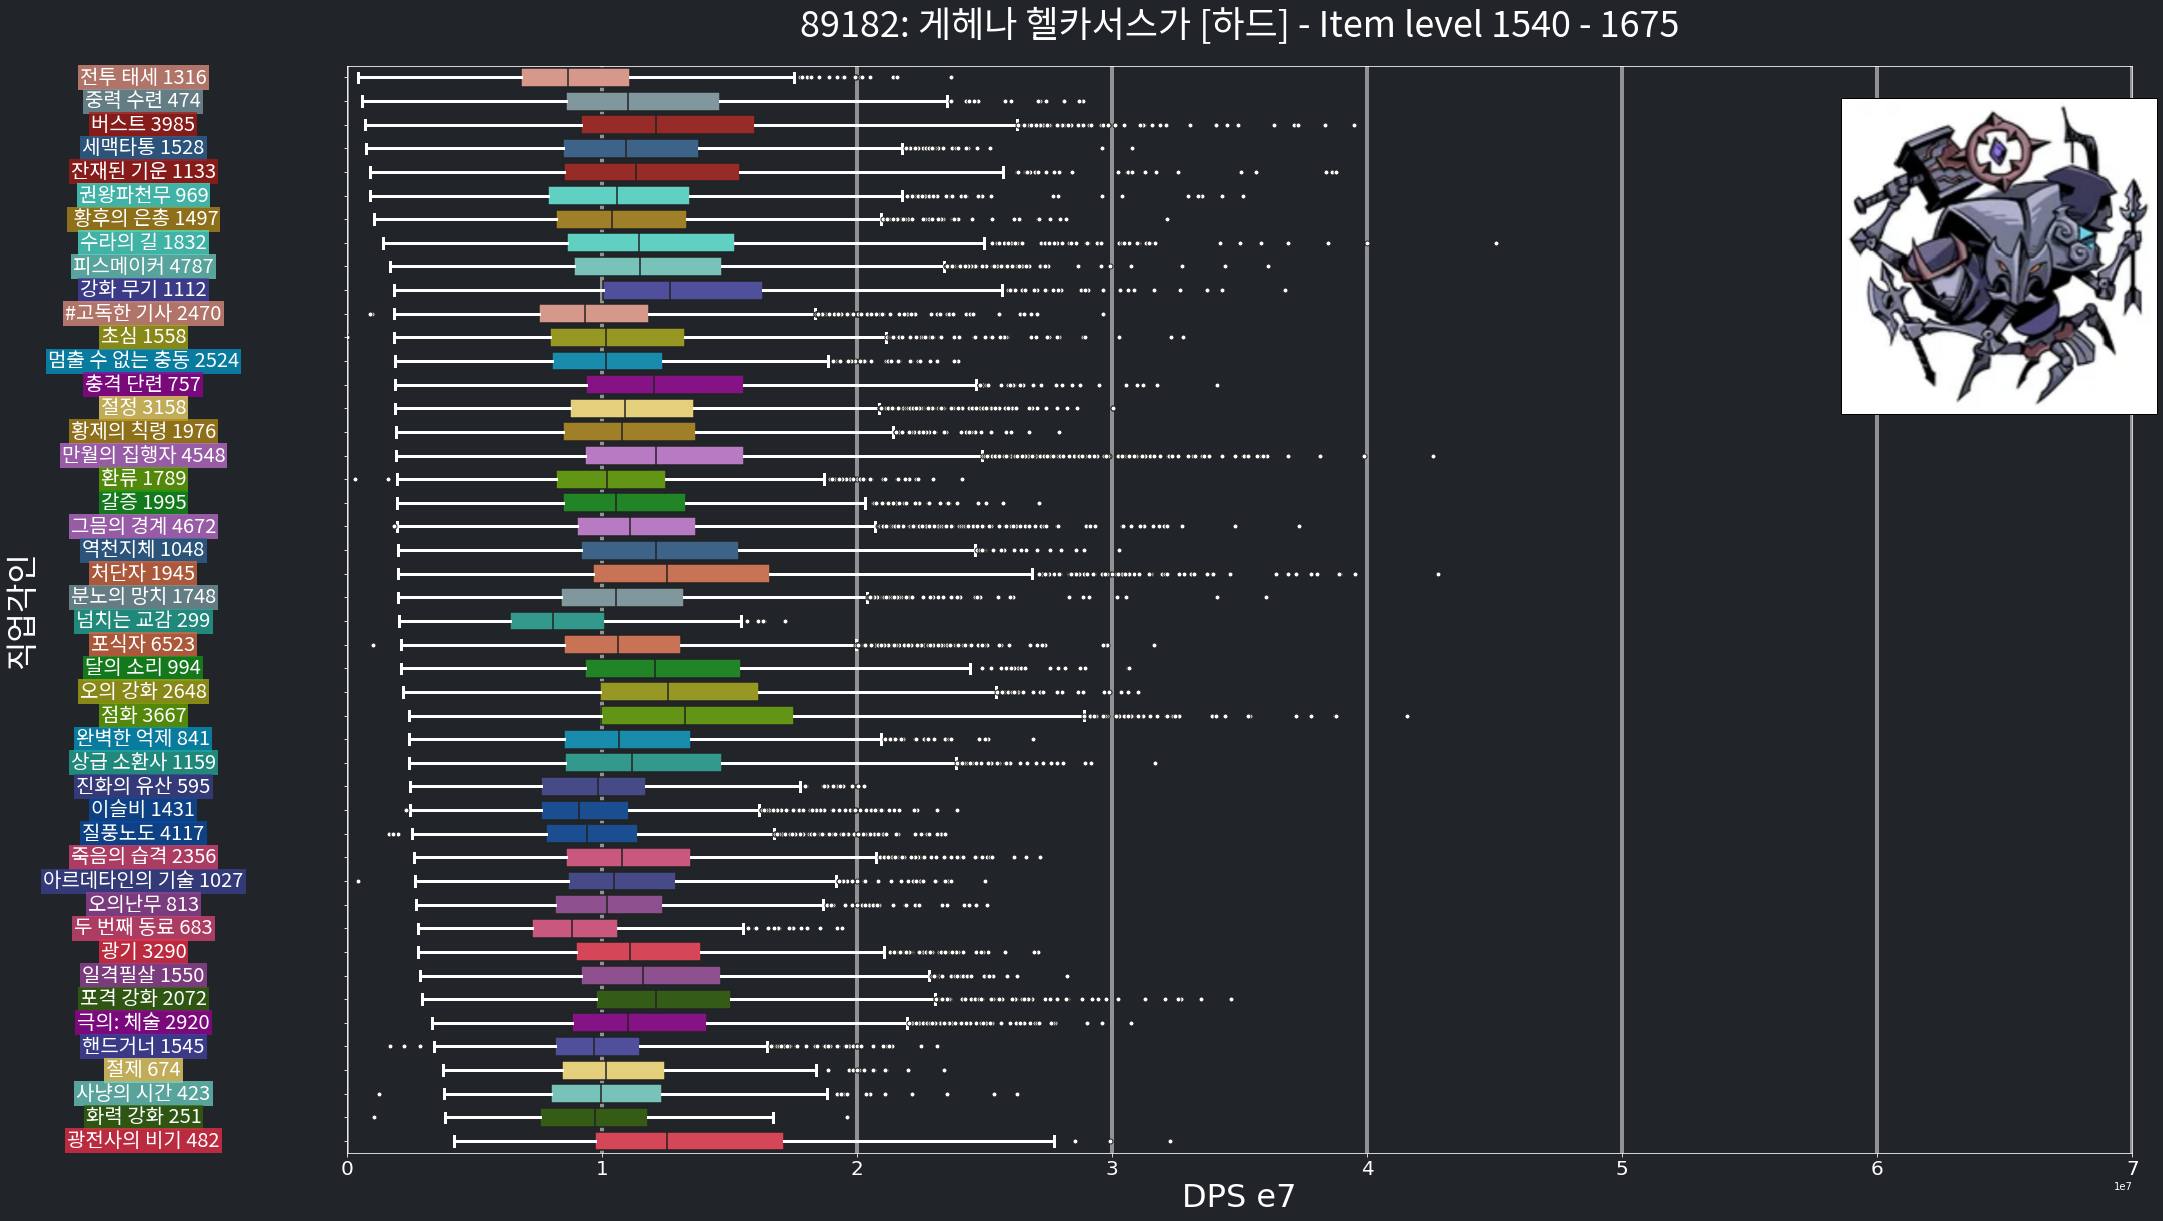 89182: 게헤나 헬카서스가 [하드] - Item level 1540 - 1675
직업각인
전투 태세 1316
중력 수련 474
버스트 3985
세맥타통 1528
잔재된 기운 1133
권왕파천무 969
황후의 은총 1497
수라의 길 1832
피스메이커 4787
강화 무기 1112
#고독한 기사 2470
초심 1558
멈출 수 없는 충동 2524
충격 단련 757
절정 3158
황제의 칙령 1976
만월의 집행자 4548
환류 1789
갈증 1995
그믐의 경계 4672
역천지체 1048
처단자 1945
분노의 망치 1748
넘치는 교감 299
포식자 6523
달의 소리 994
오의 강화 2648
점화 3667
완벽한 억제 841
상급 소환사 1159
진화의 유산 595
이슬비 1431
질풍노도 4117
죽음의 습격 2356
아르데타인의 기술 1027
오의난무 813
두 번째 동료 683
광기 3290
일격필살 1550
포격 강화 2072
극의: 체술 2920
핸드거너 1545
절제 674
사냥의 시간 423
화력 강화 251
광전사의 비기 482
0 1 2 3 4 5 6 7
1e7
DPS e7